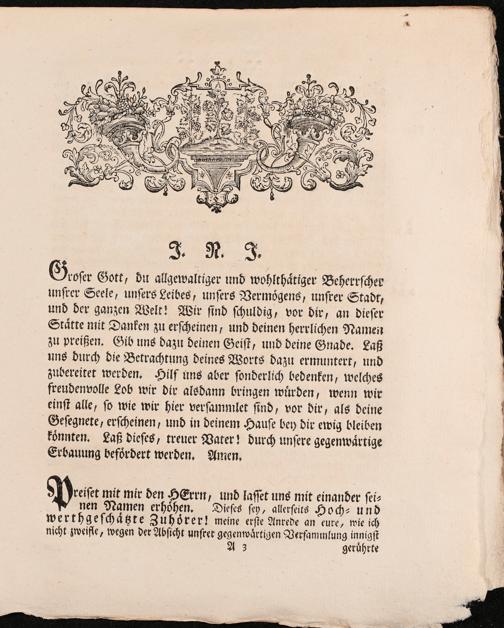 J. N. J.
Groser Gott, du allgewaltiger und wohlthätiger Beherrscher
unsrer Seele, unsers Leibes, unsers Vermögens, unsrer Stadt,
und der ganzen Welt! Wir sind schuldig, vor dir, an dieser
Stätte mit Danken zu erscheinen, und deinen herrlichen Namen
zu preißen. Gib uns dazu deinen Geist, und deine Gnade. Laß
uns durch die Betrachtung deines Worts dazu ermuntert, und
zubereitet werden. Hilf uns aber sonderlich bedenken, welches
freudenvolle Lob wir dir alsdann bringen würden, wenn wir
einst alle, so wie wir hier versammlet sind, vor dir, als deine
Gesegnete, erscheinen, und in deinem Hause bey dir ewig bleiben
könnten. Laß dieses, treuer Vater! durch unsere gegenwärtige
Erbauung befördert werden. Amen.
Preiset mit mir den HErrn, und lasset uns mit einander sei-
nen Namen erhöhen. Dieses sey, allerseits Hoch- und
werthgeschätzte Zuhörer! meine erste Anrede an eure, wie ich
nicht zweifle, wegen der Absicht unsrer gegenwärtigen Versammlung innigst
A 3 gerührte